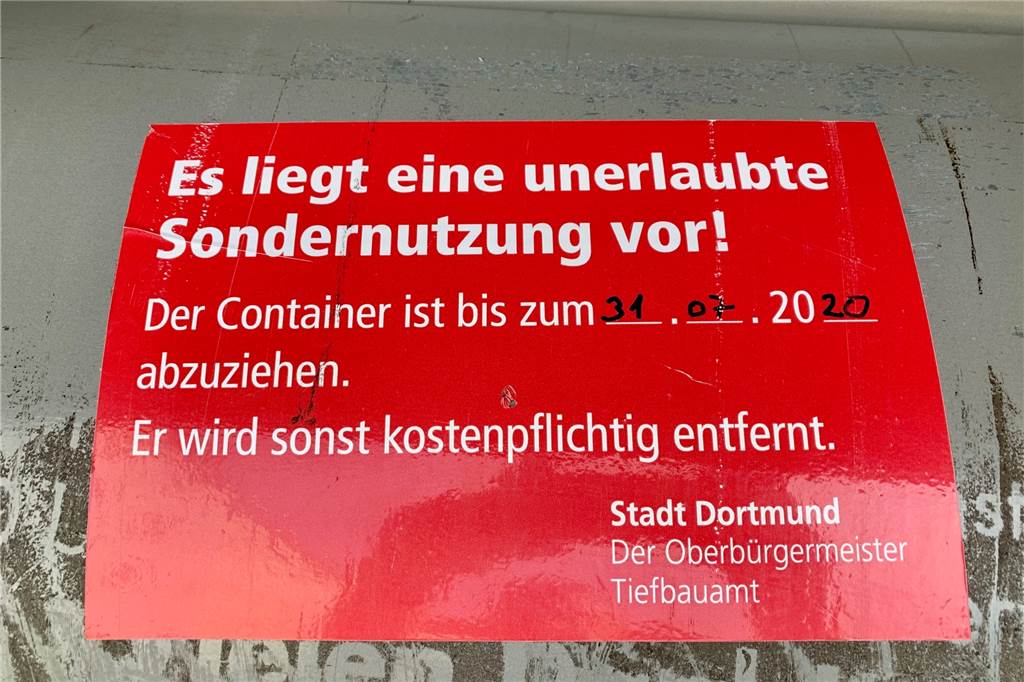 Es liegt eine unerlaubte
Sondernutzung vor!
Der Container ist bis zum 31.07.2020
abzuziehen.
Er wird sonst kostenpflichtig entfernt.
Stadt Dortmund
Der Oberbürgermeister
Tiefbauamt